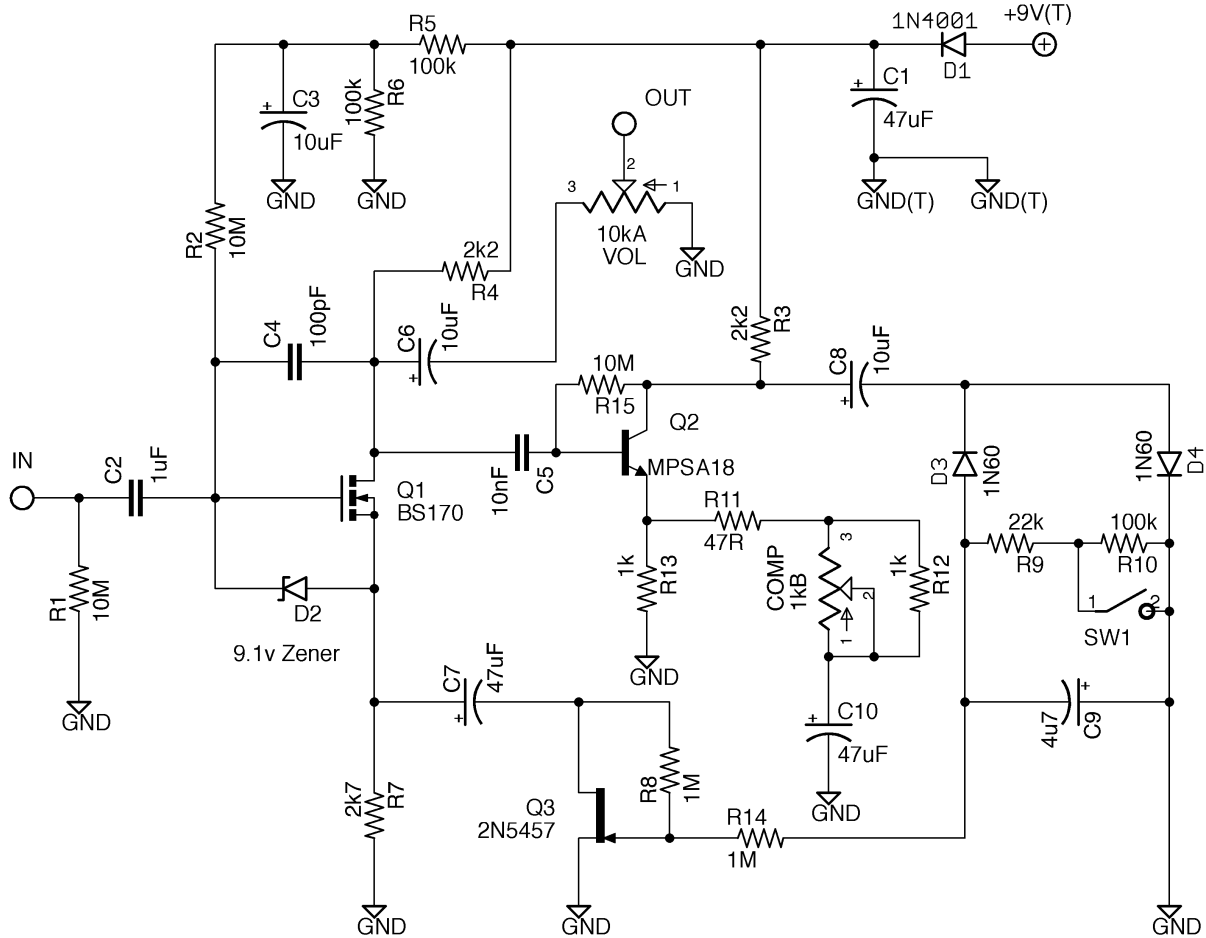 +9V(T)
1N4001
D1
R5
100k
C3
10uF
100k
R6
GND
GND
C1
47uF
GND(T)
GND(T)
OUT
2
3
1
10kA
VOL
GND
R2
10M
2k2
R4
C4
100pF
C6
10uF
+
2k2
R3
C8
10uF
+
10M
R15
Q2
MPSA18
10nF
C5
IN
C2
1uF
Q1
BS170
R1
10M
GND
D2
9.1v Zener
R11
47R
1k
R13
GND
COMP
1kB
3
2
1
1k
R12
+
C10
47uF
GND
D3
1N60
1N60
D4
22k
R9
100k
R10
1
2
SW1
4u7
+
C9
C7
47uF
+
2k7
R7
GND
Q3
2N5457
R8
1M
R14
1M
GND
GND
+
+